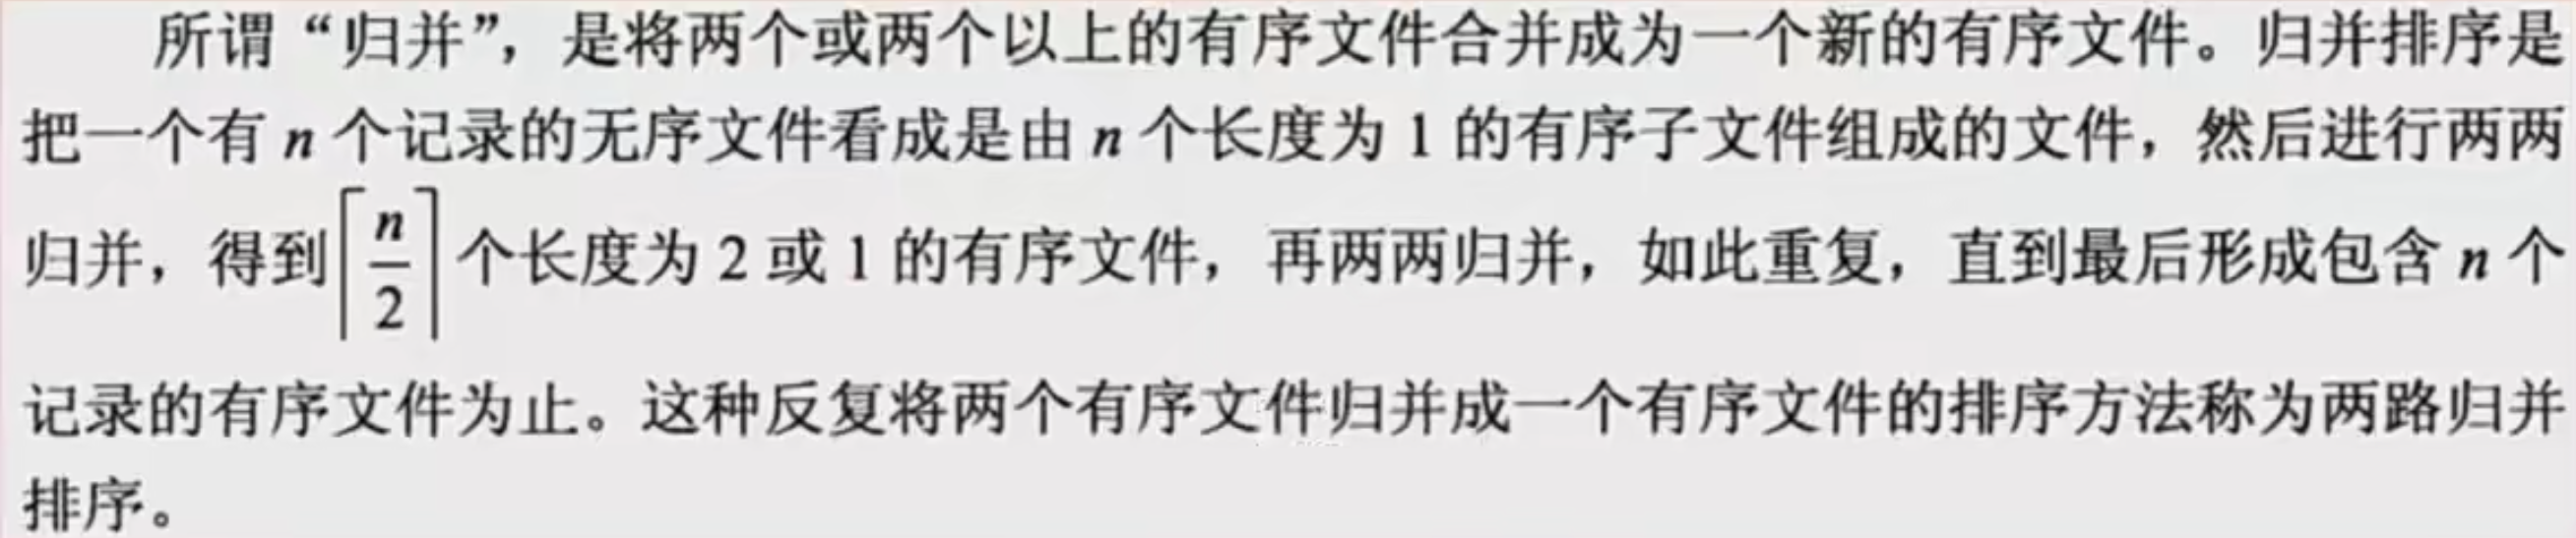 所谓“归并”，是将两个或两个以上的有序文件合并成为一个新的有序文件。归并排序是
把一个有 n 个记录的无序文件看成是由 n 个长度为 1 的有序子文件组成的文件，然后进行两两
归并，得到⌈n/2⌉个长度为 2 或 1 的有序文件，再两两归并，如此重复，直到最后形成包含 n 个
记录的有序文件为止。这种反复将两个有序文件归并成一个有序文件的排序方法称为两路归并
排序。